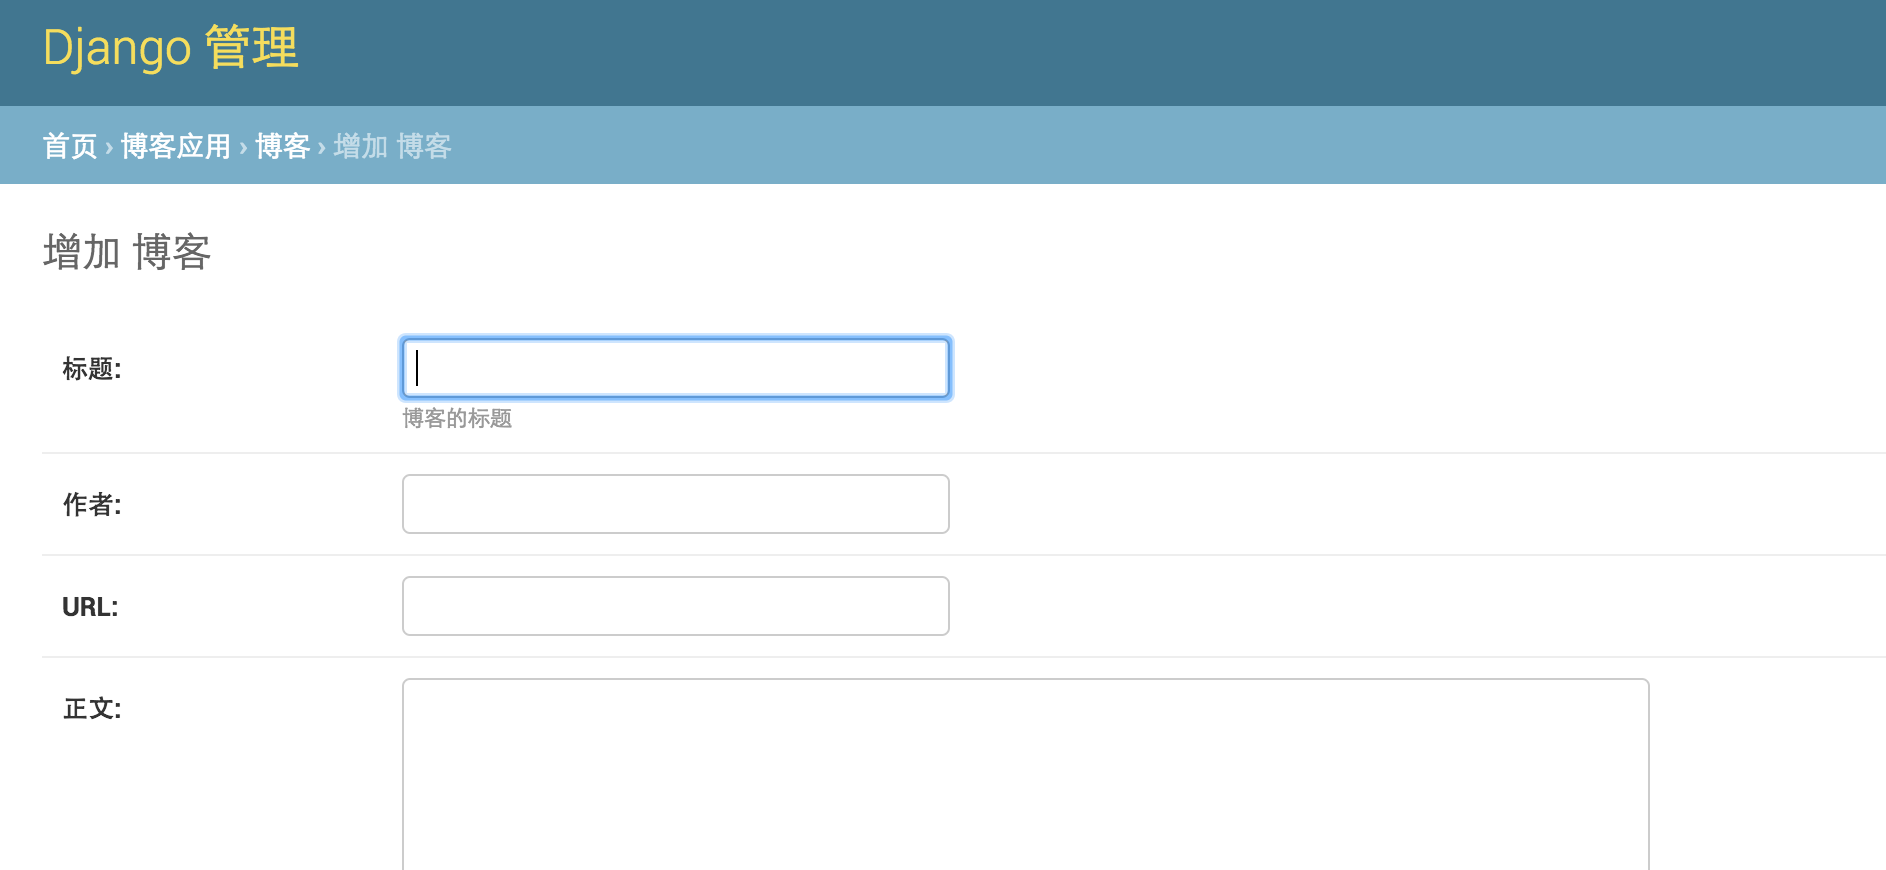 Django 管理
首页 › 博客应用 › 博客 › 增加 博客
增加 博客
标题:
博客的标题
作者:
URL:
正文: